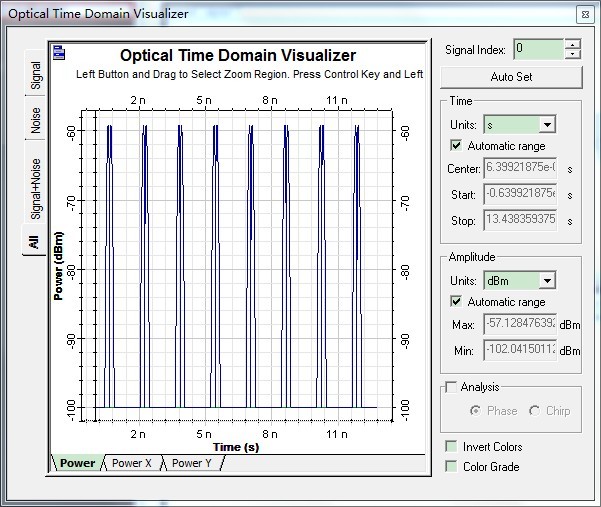 Optical Time Domain Visualizer
Signal
Noise
Signal+Noise
All
Optical Time Domain Visualizer
Left Button and Drag to Select Zoom Region. Press Control Key and Left
2 n 5 n 8 n 11 n
-60 -60
-70 -70
-80 -80
-90 -90
-100 -100
Power (dBm)
2 n 5 n 8 n 11 n
Time (s)
Power Power X Power Y
Signal Index: 0
Auto Set
Time
Units: s
Automatic range
Center: 6.39921875e-0 s
Start: -0.63992187 s
Stop: 13.438359375 s
Amplitude
Units: dBm
Automatic range
Max: -57.12847639 dBm
Min: -102.0415011 dBm
Analysis
Phase Chirp
Invert Colors
Color Grade